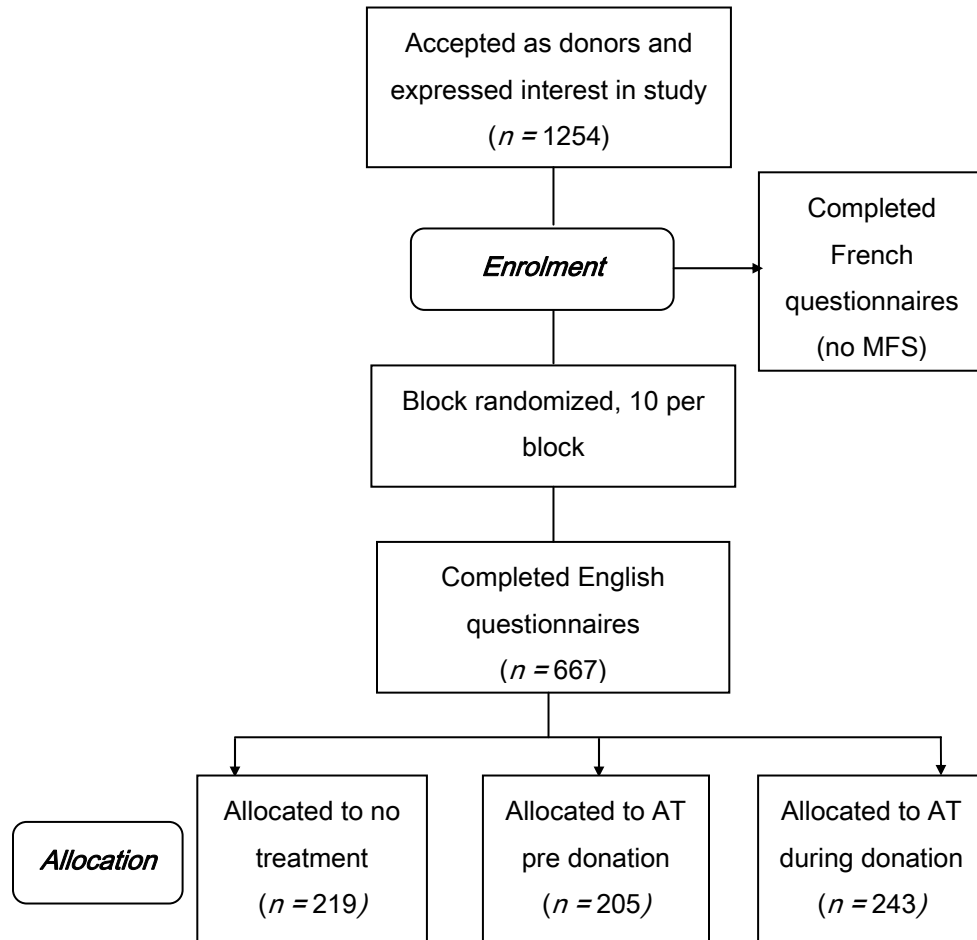 Accepted as donors and
expressed interest in study
(n = 1254)
Enrolment
Completed
French
questionnaires
(no MFS)
Block randomized, 10 per
block
Completed English
questionnaires
(n = 667)
Allocation
Allocated to no
treatment
(n = 219)
Allocated to AT
pre donation
(n = 205)
Allocated to AT
during donation
(n = 243)